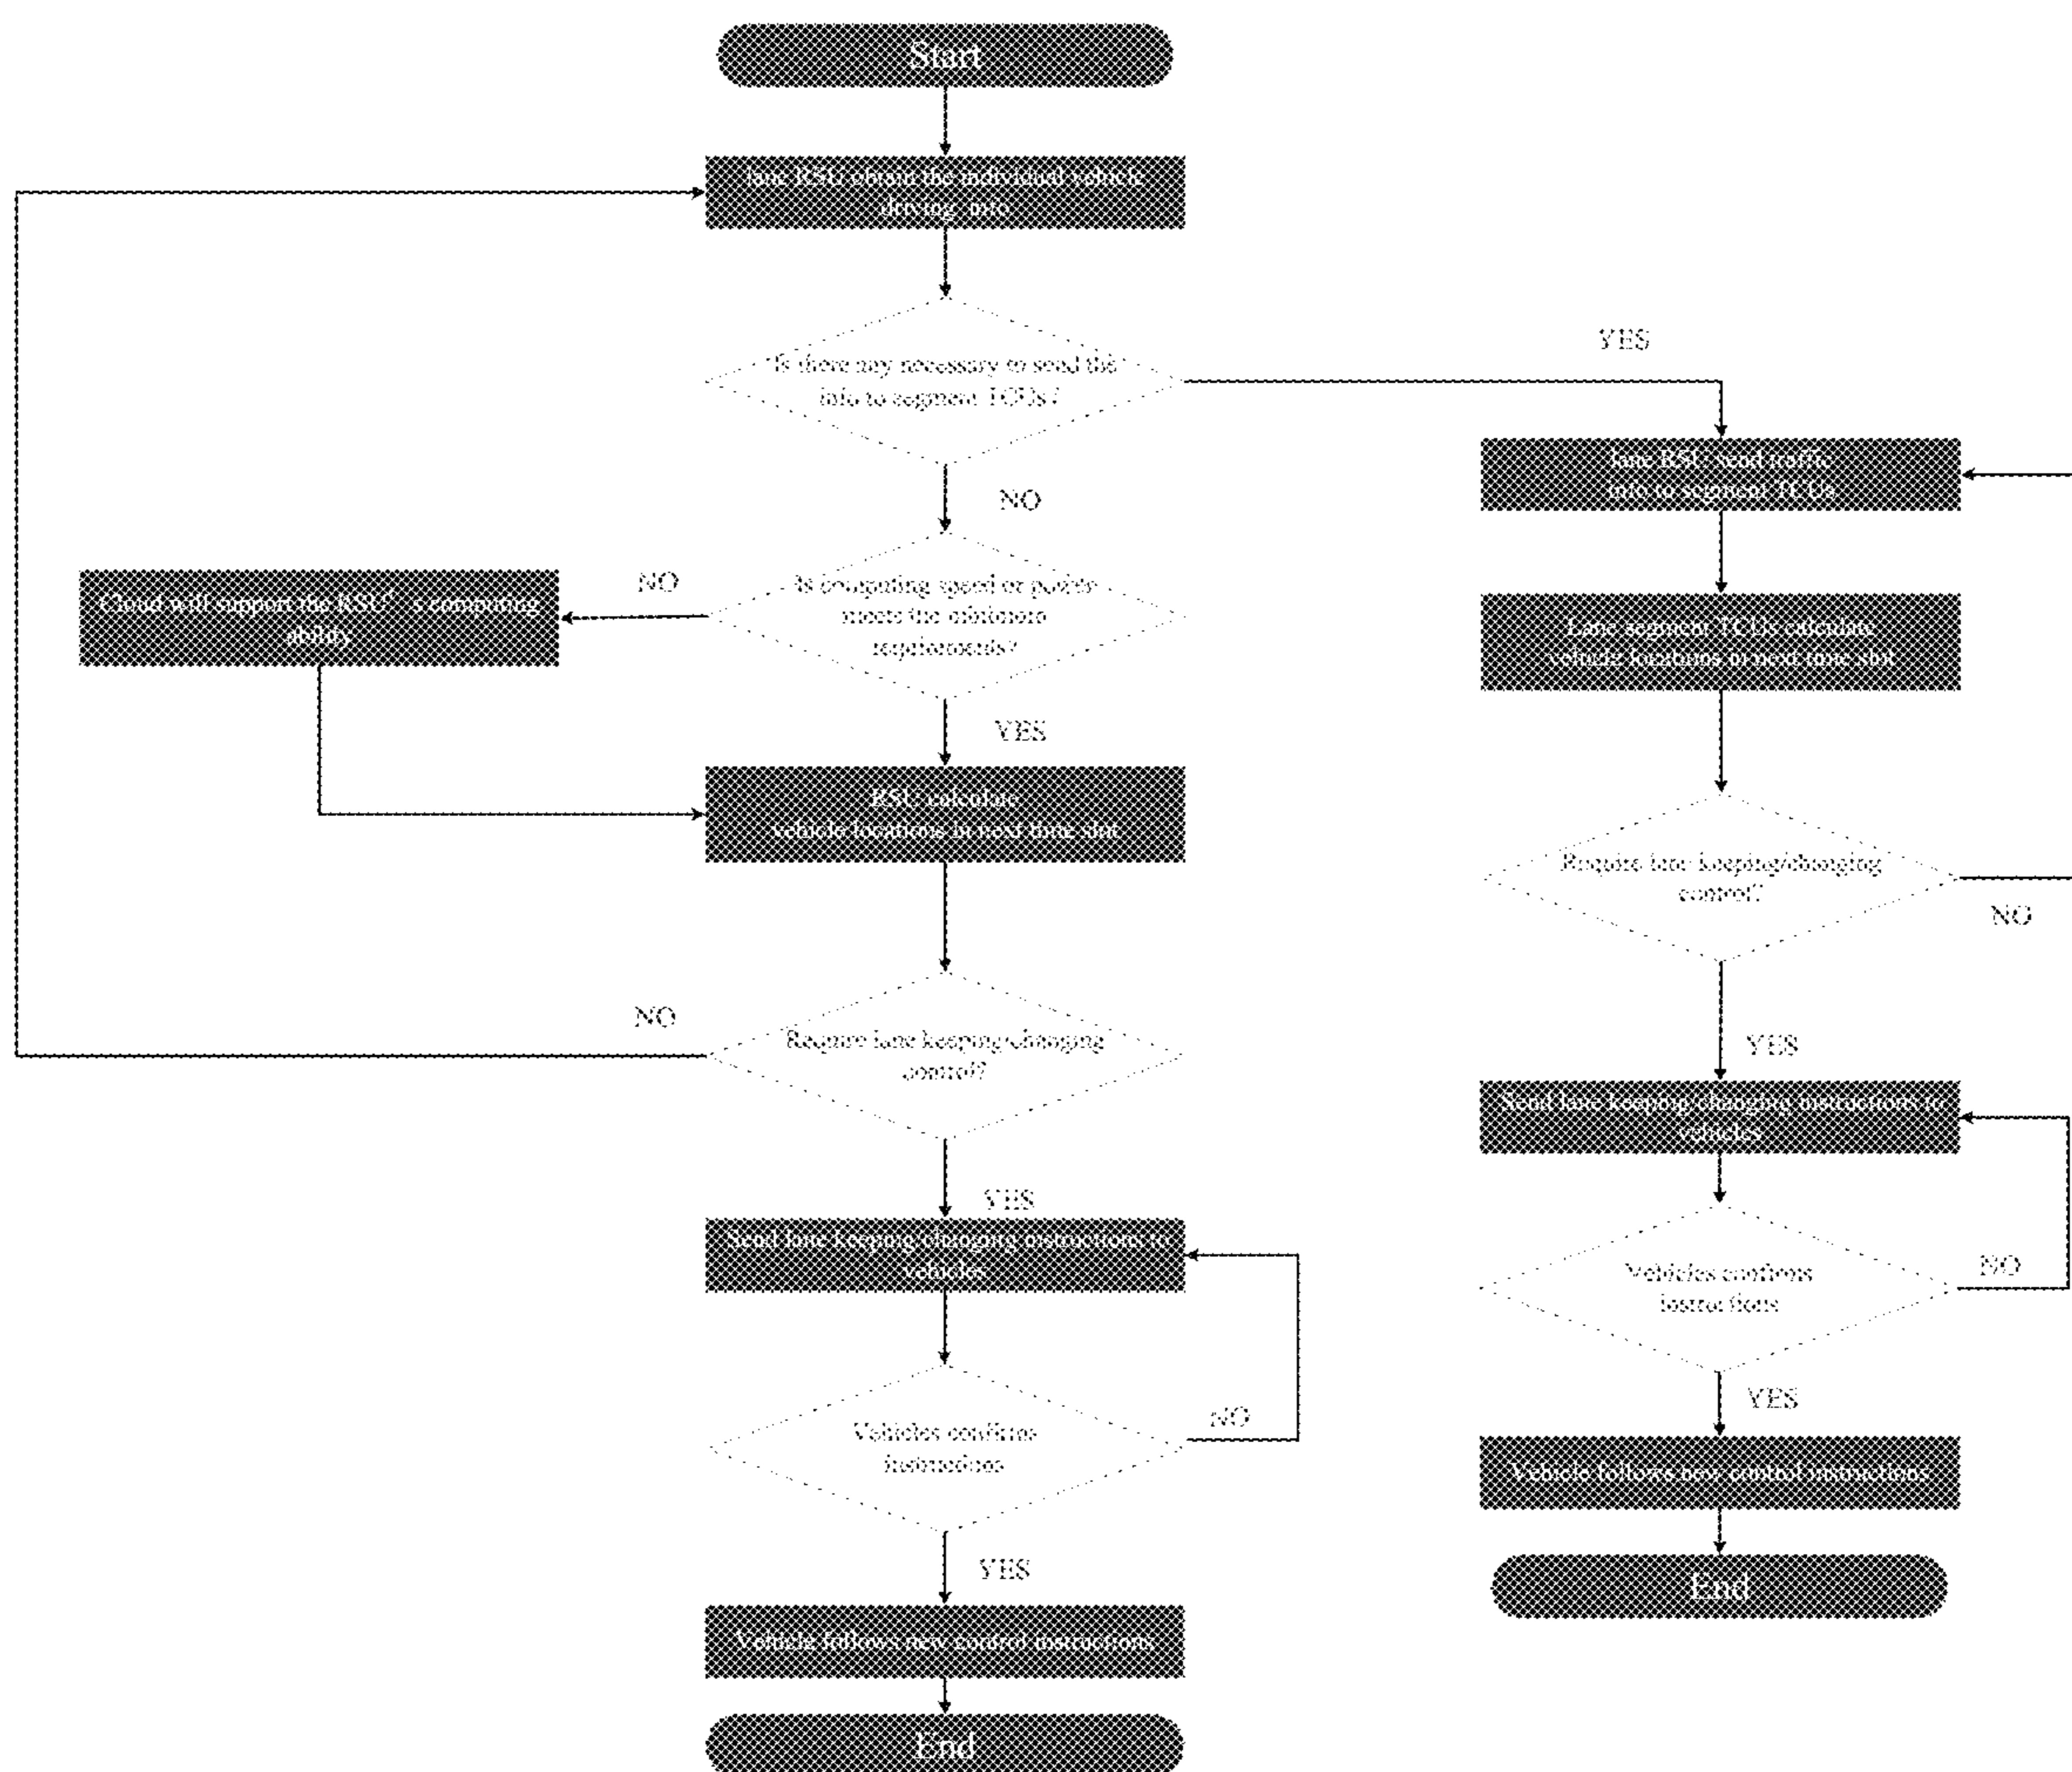 Start
lane RSU obtain the individual vehicle
driving info
Is there any necessary to send the
info to segment TCUs?
YES
NO
lane RSU send traffic
info to segment TCUs
Is computing speed or power
meets the minimum
requirements?
NO
Cloud will support the RSU' s computing
ability
YES
Lane segment TCUs calculate
vehicle locations in next time slot
RSU calculate
vehicle locations in next time slot
Require lane keeping/changing
control?
NO
Require lane keeping/changing
control?
NO
YES
YES
Send lane keeping/changing instructions to
vehicles
Send lane keeping/changing instructions to
vehicles
Vehicles confirms
instructions
NO
YES
Vehicles confirms
instructions
NO
YES
Vehicle follows new control instructions
End
Vehicle follows new control instructions
End